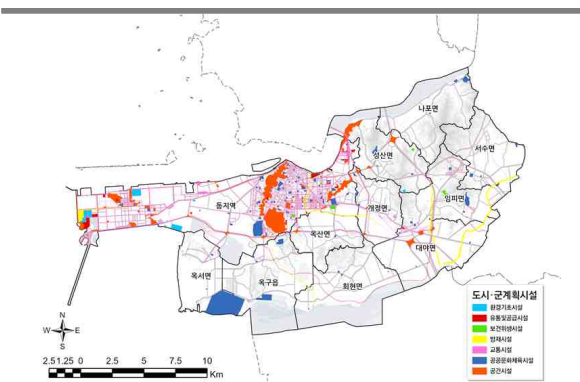 나포면
서수면
성산면
임피면
개정면
동지역
옥산면
대야면
옥서면
옥구읍
회현면
도시·군계획시설
환경기초시설
유통및공급시설
보건위생시설
방재시설
교통시설
공공문화체육시설
공간시설
N
W E
S
2.5 1.25 0 2.5 5 7.5 10
Km